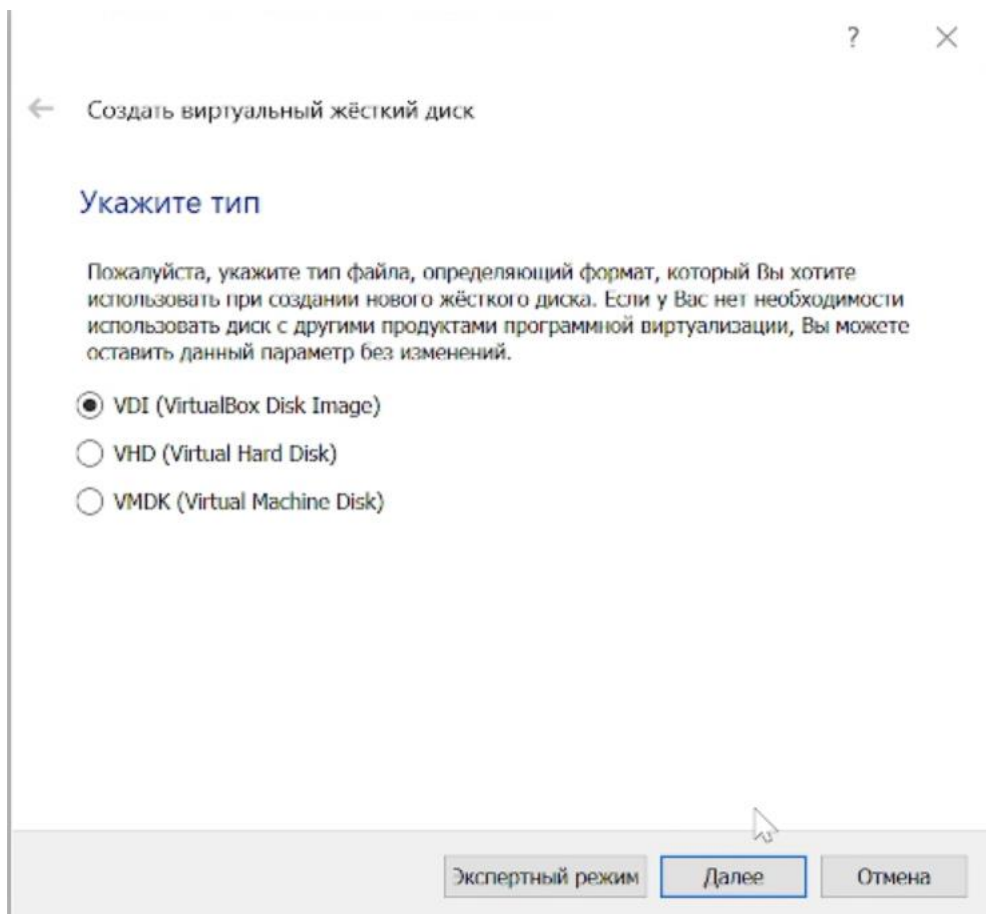 ?
Создать виртуальный жёсткий диск
Укажите тип
Пожалуйста, укажите тип файла, определяющий формат, который Вы хотите
использовать при создании нового жёсткого диска. Если у Вас нет необходимости
использовать диск с другими продуктами программной виртуализации, Вы можете
оставить данный параметр без изменений.
VDI (VirtualBox Disk Image)
VHD (Virtual Hard Disk)
VMDK (Virtual Machine Disk)
Экспертный режим Далее Отмена